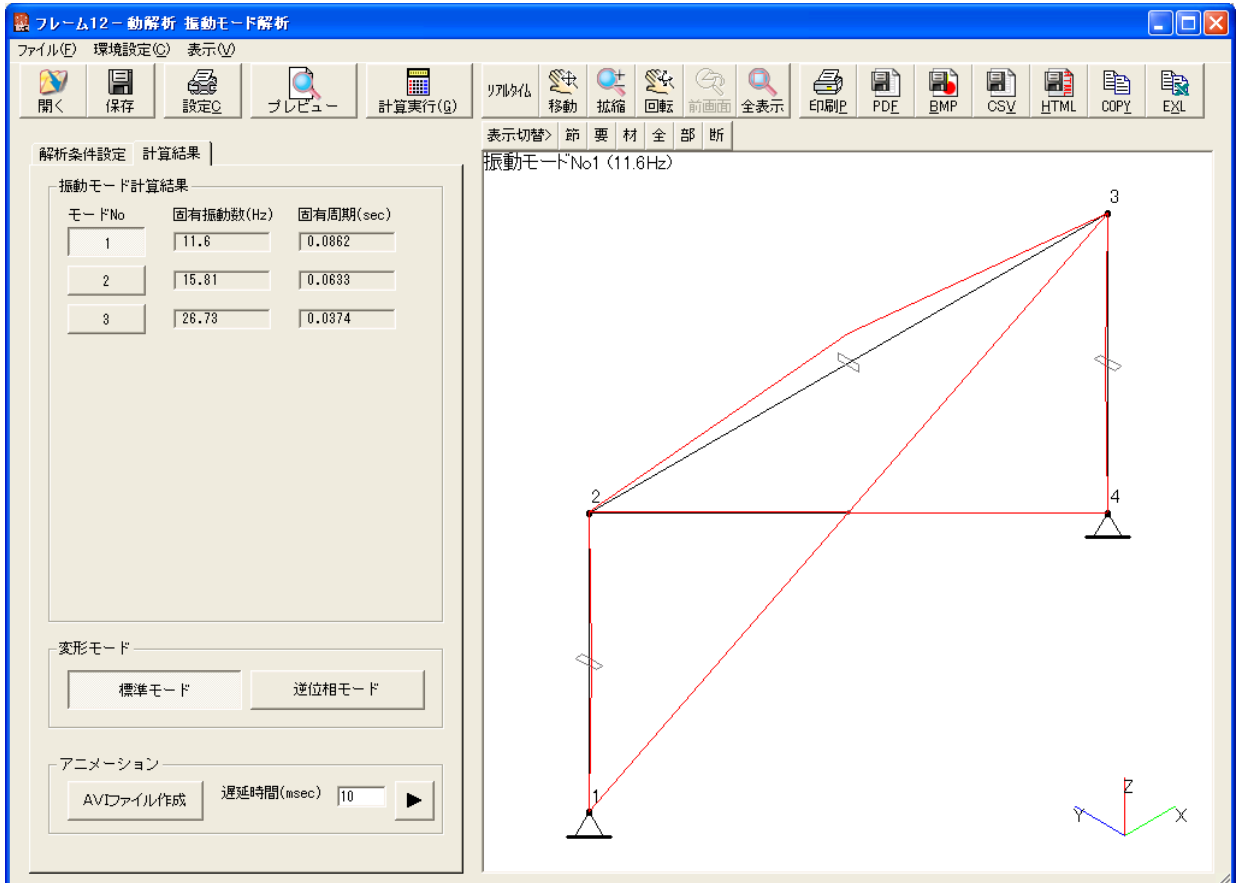 フレーム12－動解析 振動モード解析
ファイル(F) 環境設定(C) 表示(V)
開く 保存 設定C プレビュー 計算実行(G) リアルタイム 移動 拡縮 回転 前画面 全表示 印刷P PDF BMP CSV HTML COPY EXL
表示切替> 節 要 材 全 部 断
解析条件設定 計算結果
振動モード計算結果
モードNo 固有振動数(Hz) 固有周期(sec)
1 11.6 0.0862
2 15.81 0.0633
3 26.73 0.0374
変形モード
標準モード 逆位相モード
アニメーション
AVIファイル作成 遅延時間(msec) 10
振動モードNo1 (11.6Hz)
3
2
4
1
Z
Y X